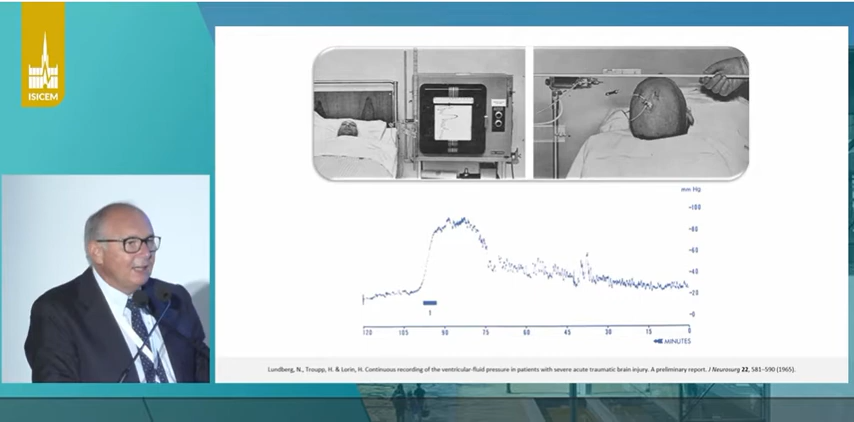 ISICEM
mm Hg
100
80
60
40
20
0
1
120 105 90 75 60 45 30 15 0
MINUTES
Lundberg, N., Troupp, H. & Lorin, H. Continuous recording of the ventricular-fluid pressure in patients with severe acute traumatic brain injury. A preliminary report. J Neurosurg 22, 581–590 (1965).